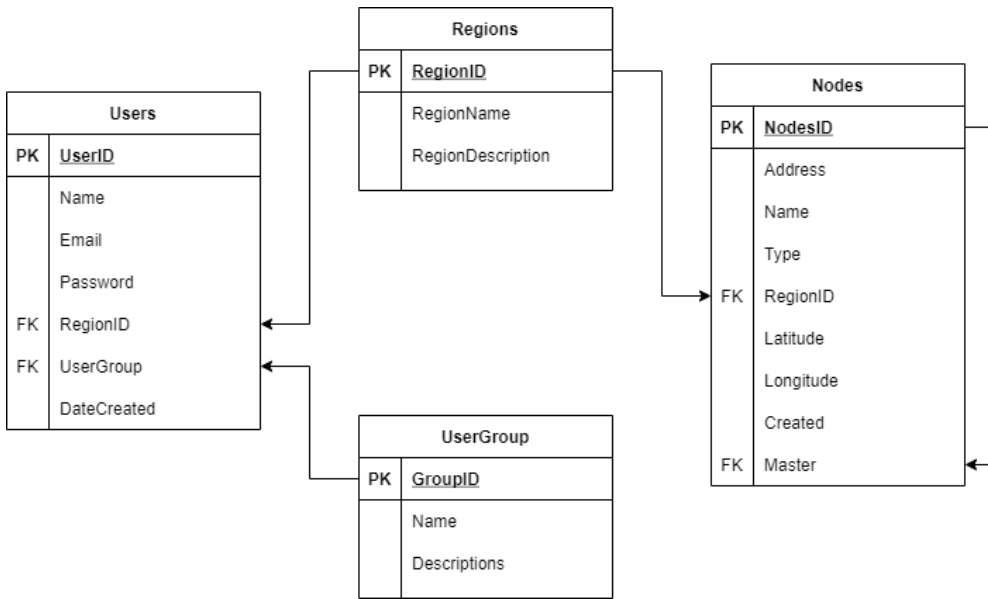 Regions
PK RegionID
RegionName
RegionDescription
Users
PK UserID
Name
Email
Password
FK RegionID
FK UserGroup
DateCreated
UserGroup
PK GroupID
Name
Descriptions
Nodes
PK NodesID
Address
Name
Type
FK RegionID
Latitude
Longitude
Created
FK Master